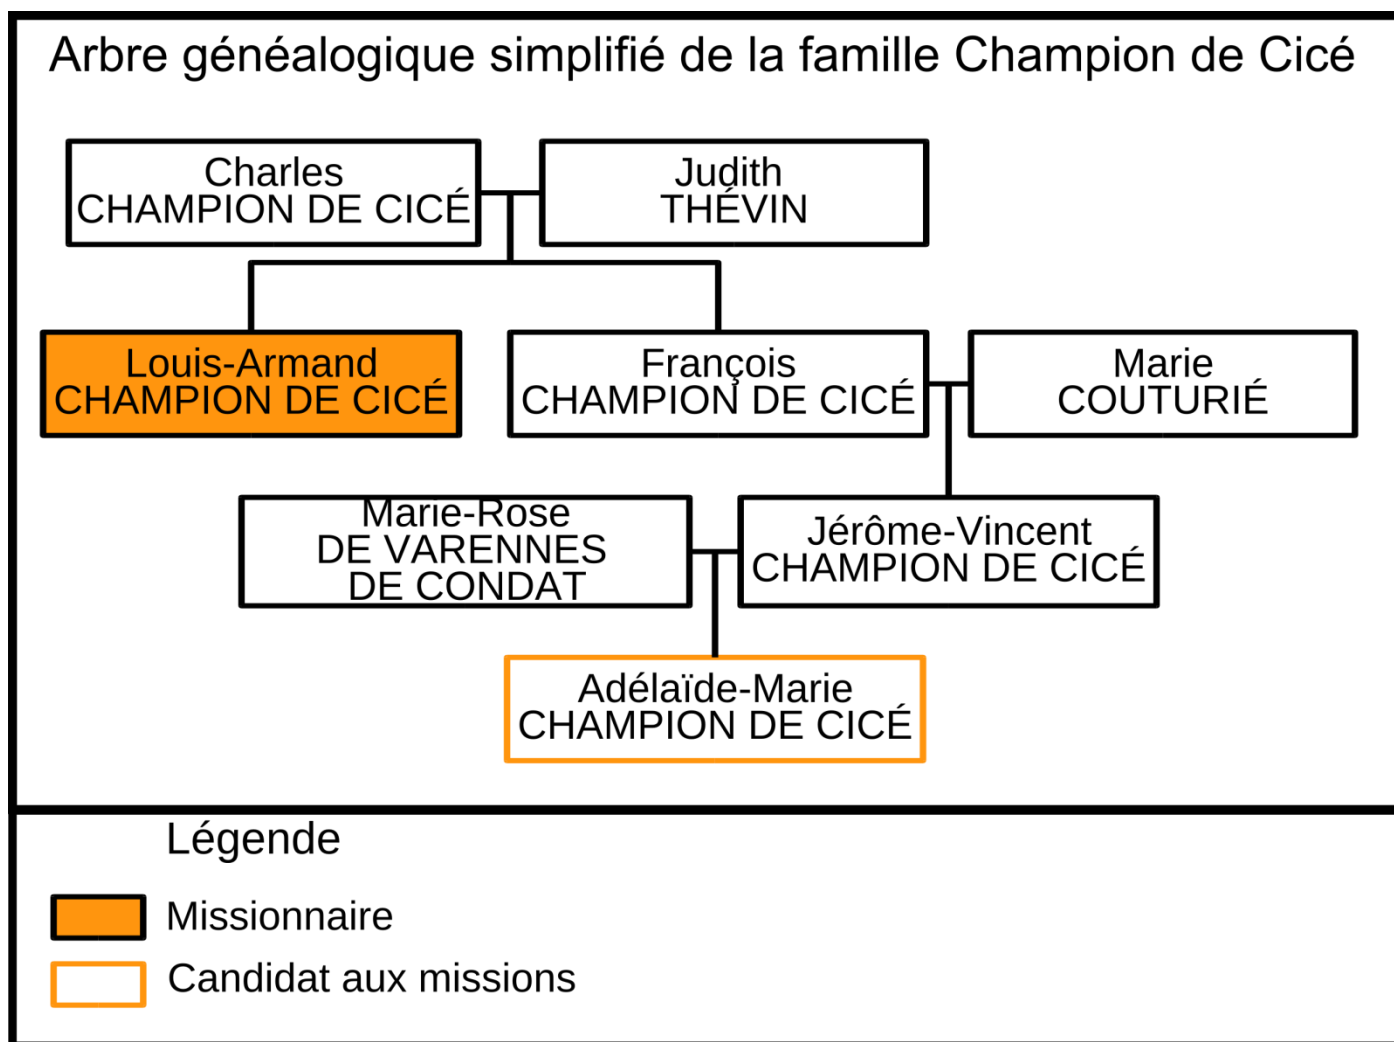 Arbre généalogique simplifié de la famille Champion de Cicé
Charles
CHAMPION DE CICÉ
Judith
THÉVIN
Louis-Armand
CHAMPION DE CICÉ
François
CHAMPION DE CICÉ
Marie
COUTURIÉ
Marie-Rose
DE VARENNES
DE CONDAT
Jérôme-Vincent
CHAMPION DE CICÉ
Adélaïde-Marie
CHAMPION DE CICÉ
Légende
Missionnaire
Candidat aux missions